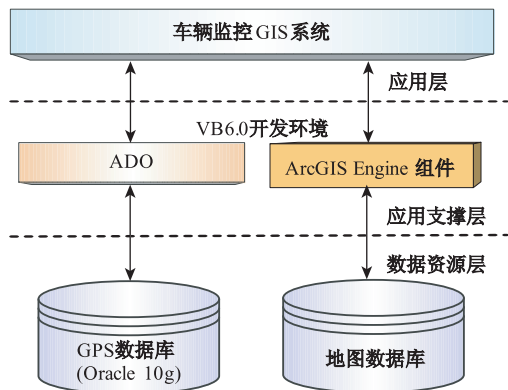 车辆监控GIS系统
应用层
VB6.0开发环境
ADO
ArcGIS Engine 组件
应用支撑层
数据资源层
GPS数据库
(Oracle 10g)
地图数据库